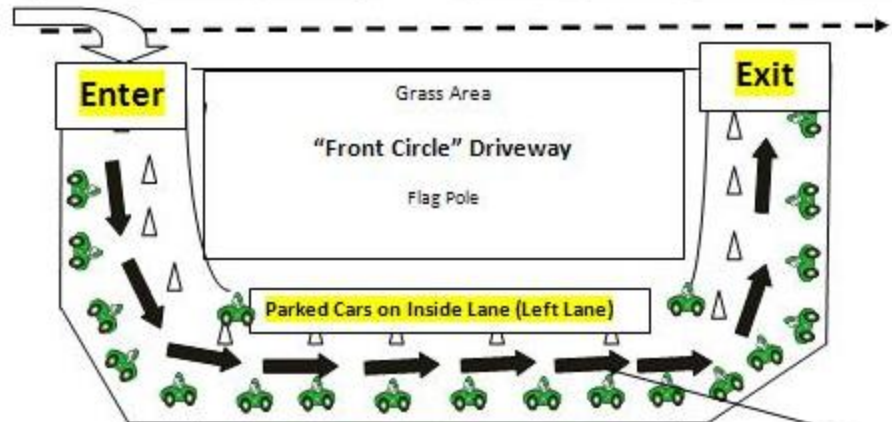 Enter
Exit
Grass Area
“Front Circle” Driveway
Flag Pole
Parked Cars on Inside Lane (Left Lane)